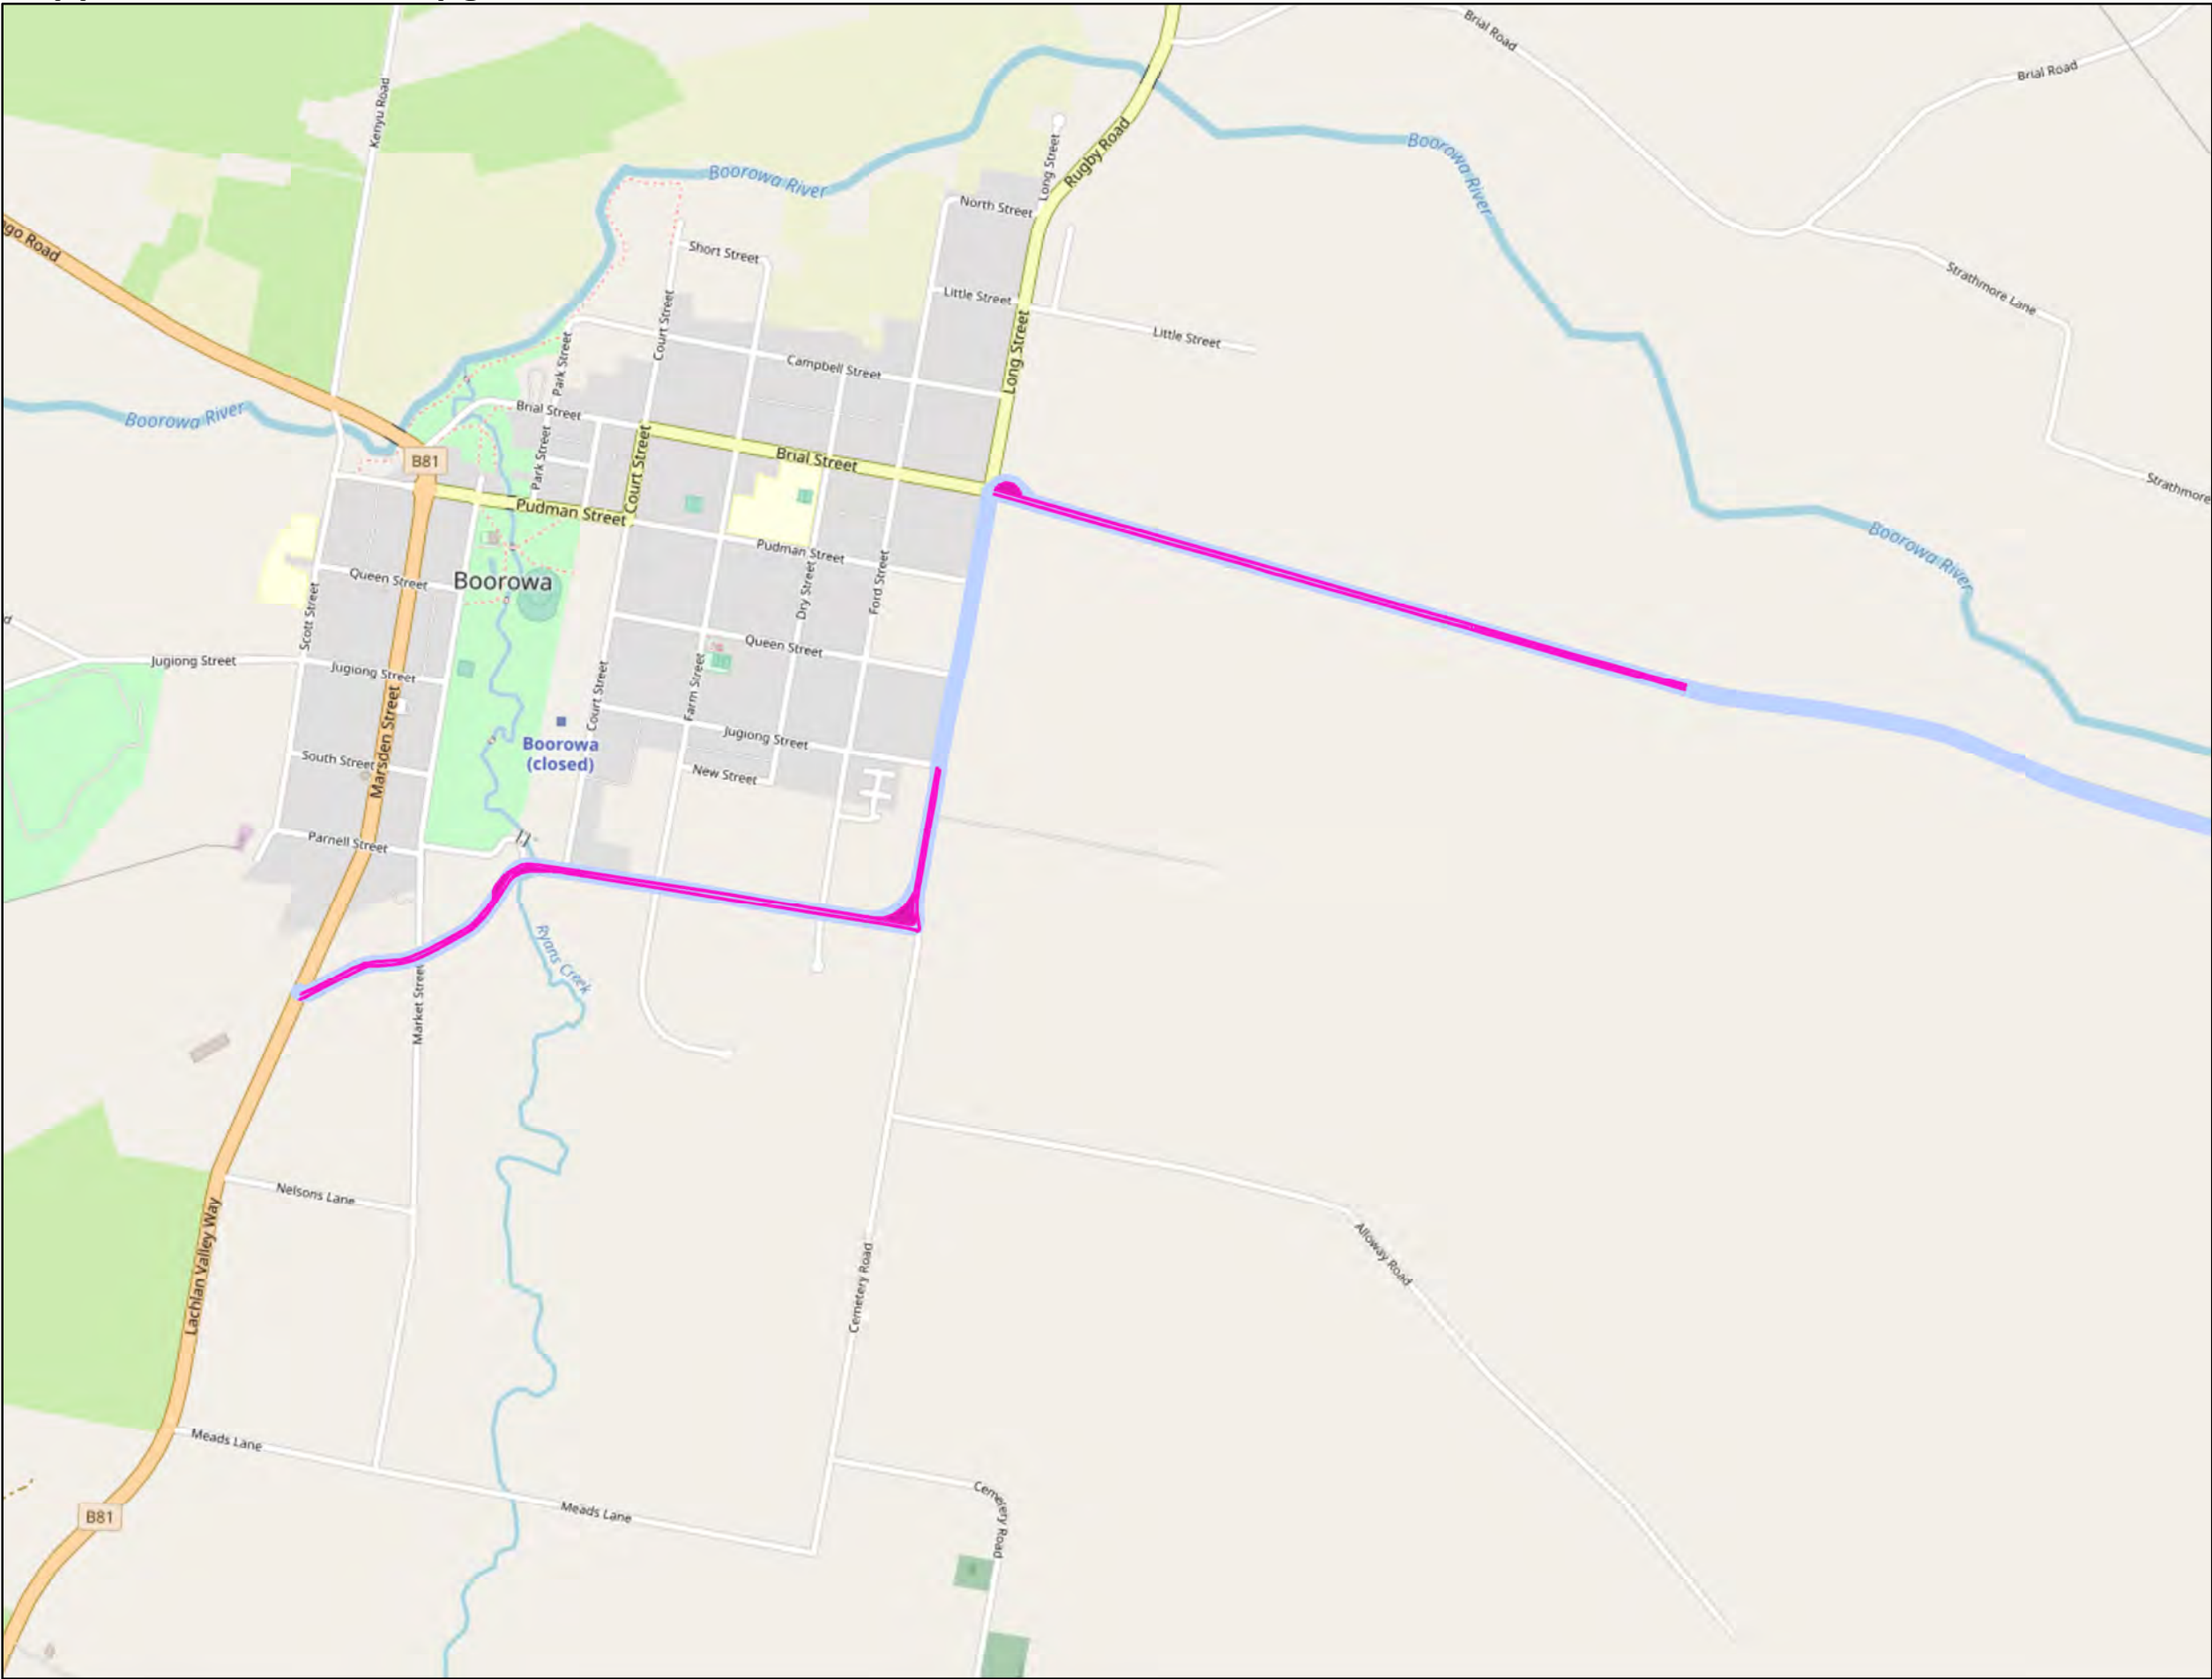 Brial Road
Brial Road
Kenyu Road
Long Street
Rugby Road
Boorowa River
Boorowa River
North Street
Short Street
ago Road
Strathmore Lane
Court Street
Little Street
Little Street
Park Street
Campbell Street
Long Street
Boorowa River
Brial Street
B81
Park Street
Court Street
Brial Street
Strathmore
Pudman Street
Boorowa River
Pudman Street
Queen Street
Boorowa
Scott Street
Dry Street
Ford Street
d
Queen Street
Jugiong Street
Jugiong Street
Farm Street
Court Street
Marsden Street
Jugiong Street
Boorowa
(closed)
South Street
New Street
Parnell Street
Ryans Creek
Market Street
Nelsons Lane
Lachlan Valley Way
Cemetery Road
Alloway Road
Meads Lane
Meads Lane
Cemetery Road
B81